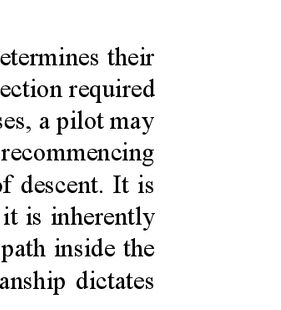 etermines their
ection required
ses, a pilot may
recommencing
of descent. It is
it is inherently
path inside the
anship dictates